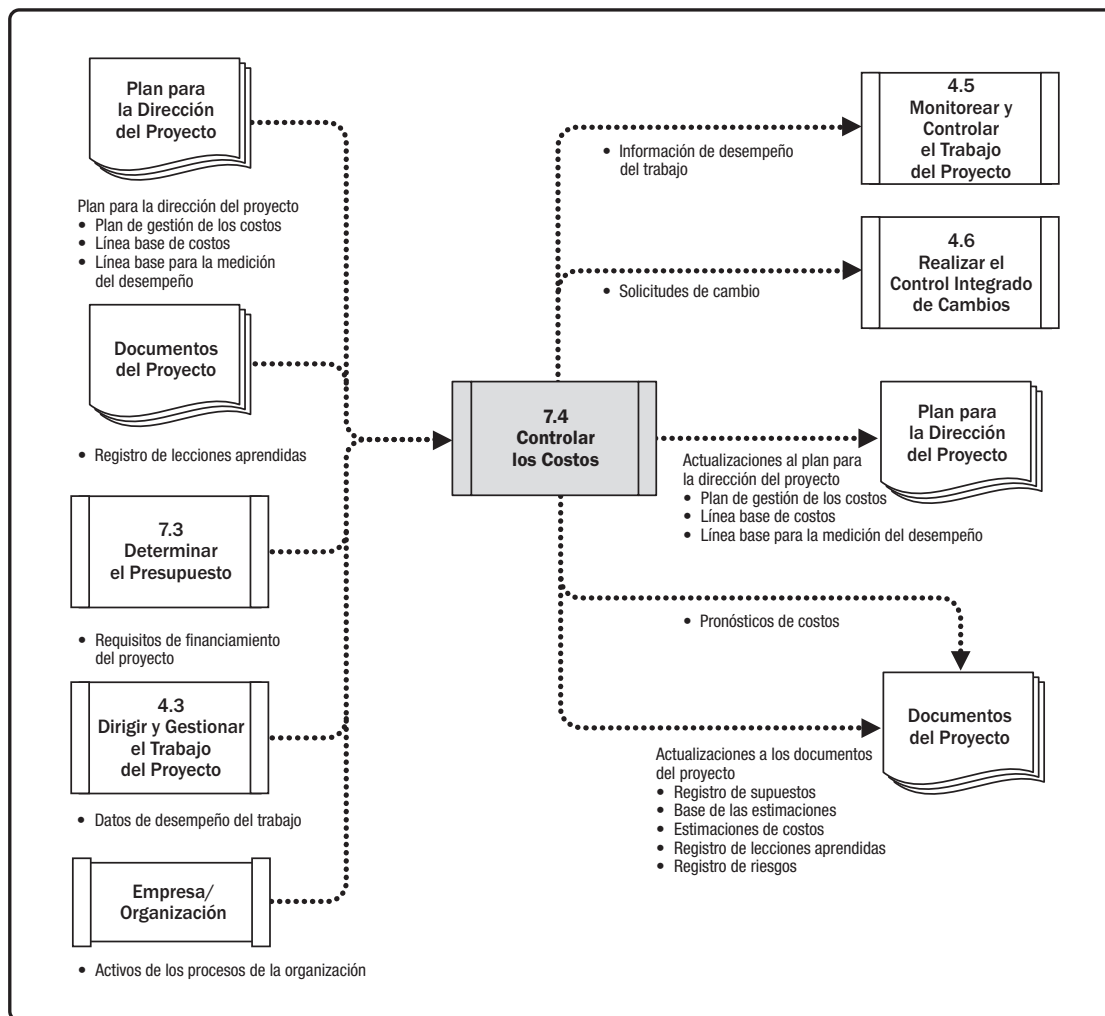 Plan para
la Dirección
del Proyecto
Plan para la dirección del proyecto
• Plan de gestión de los costos
• Línea base de costos
• Línea base para la medición
del desempeño
Documentos
del Proyecto
• Registro de lecciones aprendidas
7.3
Determinar
el Presupuesto
• Requisitos de financiamiento
del proyecto
4.3
Dirigir y Gestionar
el Trabajo
del Proyecto
• Datos de desempeño del trabajo
Empresa/
Organización
• Activos de los procesos de la organización
7.4
Controlar
los Costos
• Información de desempeño
del trabajo
4.5
Monitorear y
Controlar
el Trabajo
del Proyecto
• Solicitudes de cambio
4.6
Realizar el
Control Integrado
de Cambios
Plan para
la Dirección
del Proyecto
Actualizaciones al plan para
la dirección del proyecto
• Plan de gestión de los costos
• Línea base de costos
• Línea base para la medición del desempeño
• Pronósticos de costos
Documentos
del Proyecto
Actualizaciones a los documentos
del proyecto
• Registro de supuestos
• Base de las estimaciones
• Estimaciones de costos
• Registro de lecciones aprendidas
• Registro de riesgos